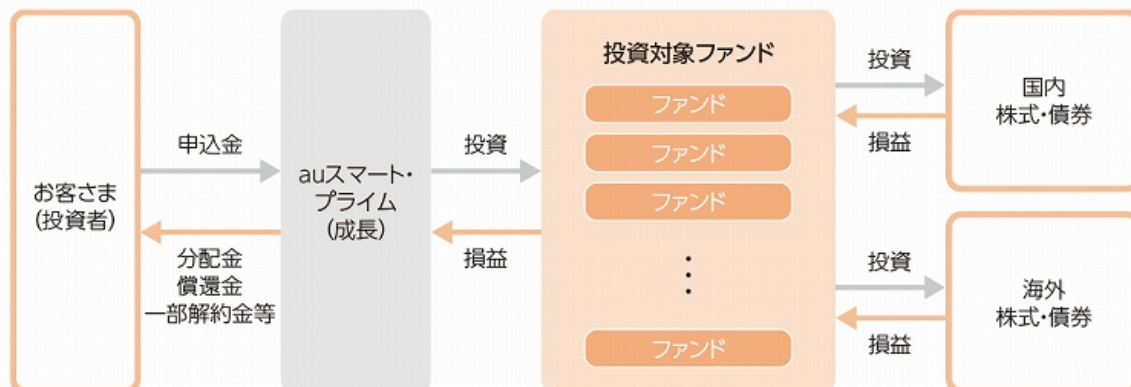 お客さま
(投資者)
申込金
分配金
償還金
一部解約金等
auスマート・
プライム
(成長)
投資
損益
投資対象ファンド
ファンド
ファンド
ファンド
ファンド
投資
損益
国内
株式・債券
投資
損益
海外
株式・債券